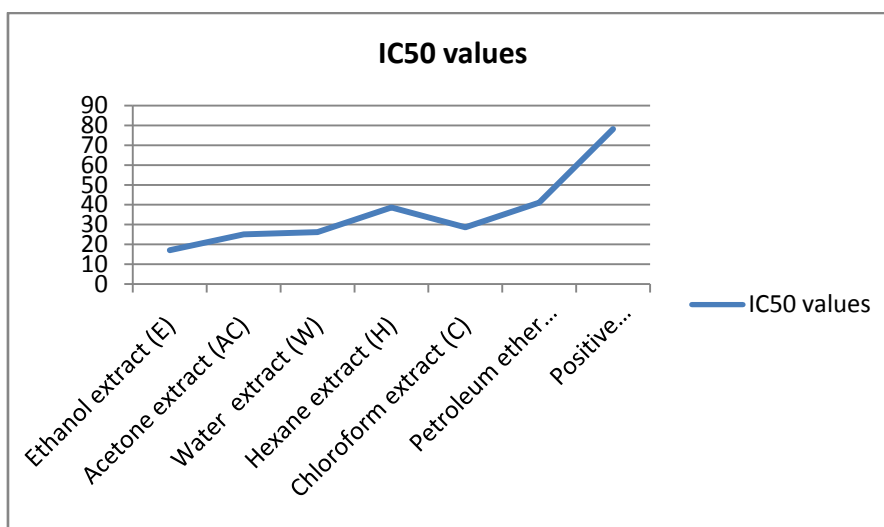 IC50 values
90
80
70
60
50
40
30
20
10
0
Ethanol extract (E)
Acetone extract (AC)
Water extract (W)
Hexane extract (H)
Chloroform extract (C)
Petroleum ether...
Positive...
IC50 values